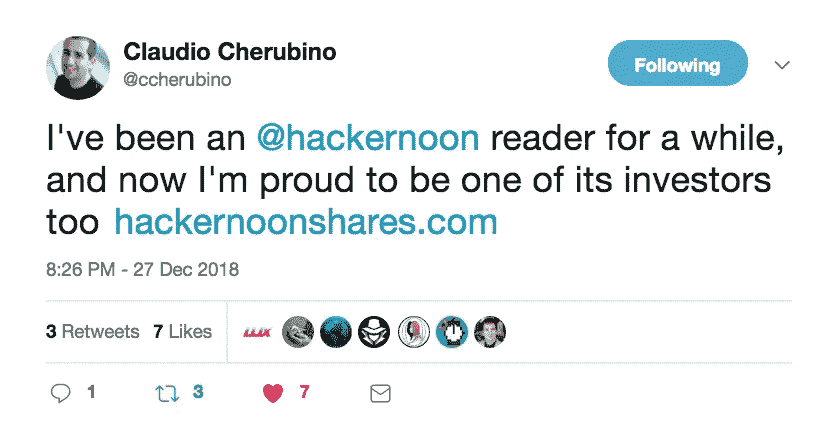 Claudio Cherubino
@ccherubino
Following
I've been an @hackernoon reader for a while,
and now I'm proud to be one of its investors
too hackernoonshares.com
8:26 PM - 27 Dec 2018
3 Retweets 7 Likes
1 3 7